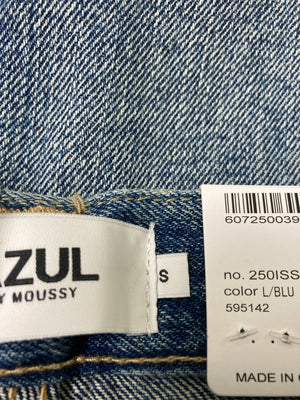 AZUL
Y MOUSSY
S
607250039
no. 250ISS
color L/BLU
595142
MADE IN